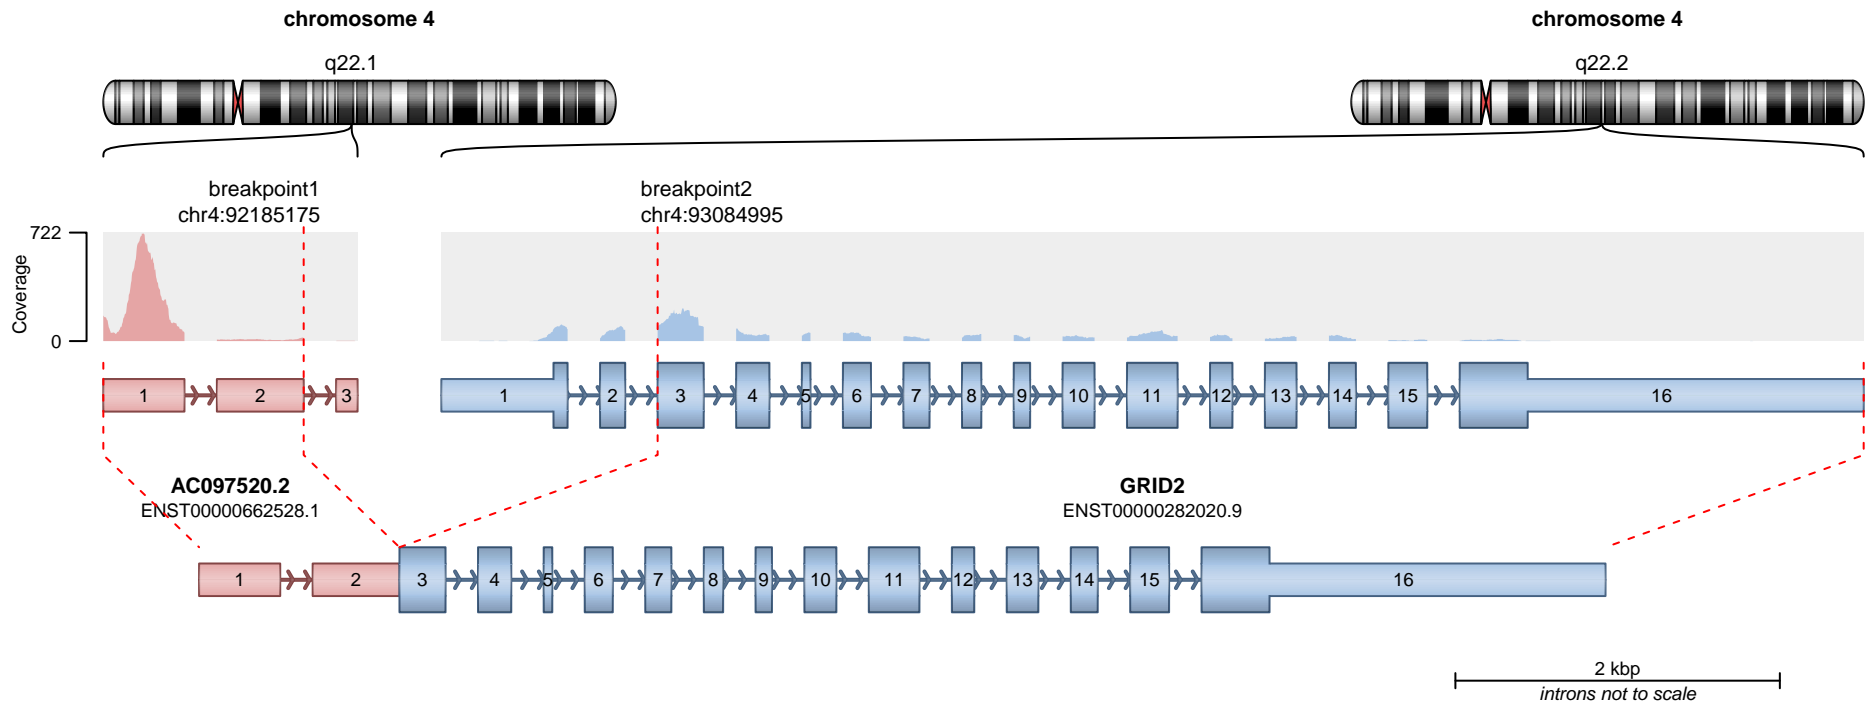 chromosome 4
chromosome 4
q22.1
q22.2
breakpoint1
chr4:92185175
breakpoint2
chr4:93084995
722
Coverage
0
1 2 3
1 2 3 4 5 6 7 8 9 10 11 12 13 14 15 16
AC097520.2
ENST00000662528.1
GRID2
ENST00000282020.9
1 2 3 4 5 6 7 8 9 10 11 12 13 14 15 16
2 kbp
introns not to scale